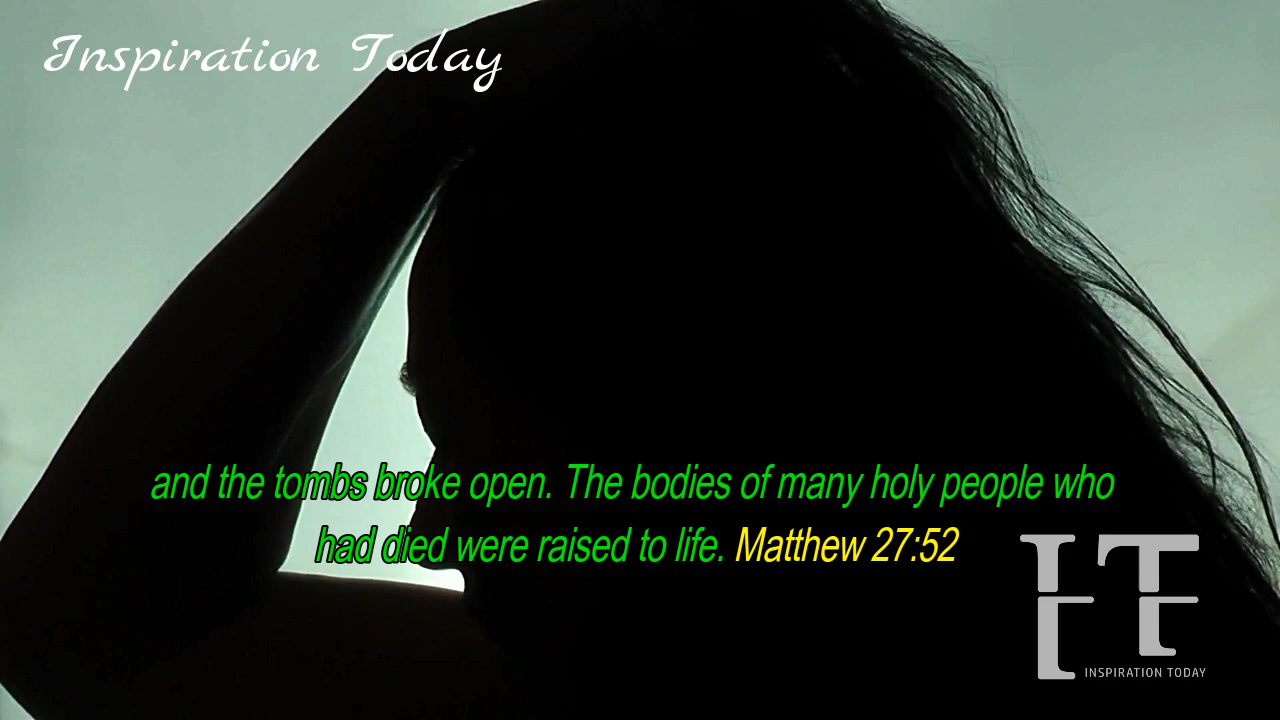 Inspiration Today
and the tombs broke open. The bodies of many holy people who
had died were raised to life. Matthew 27:52
IT
INSPIRATION TODAY